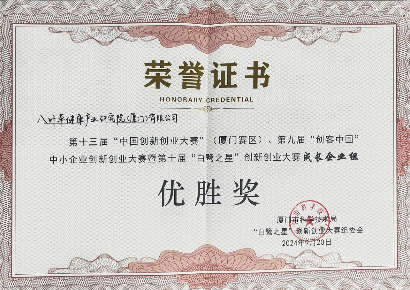 荣誉证书
HONORARY CREDENTIAL
健康产业研究院(厦门)有限公司
第十三届“中国创新创业大赛”（厦门赛区）、第九届“创客中国”
中小企业创新创业大赛暨第十届“白鹭之星”创新创业大赛成长企业组
优胜奖
厦门市科学技术局
“白鹭之星”创新创业大赛组委会
2024年9月20日